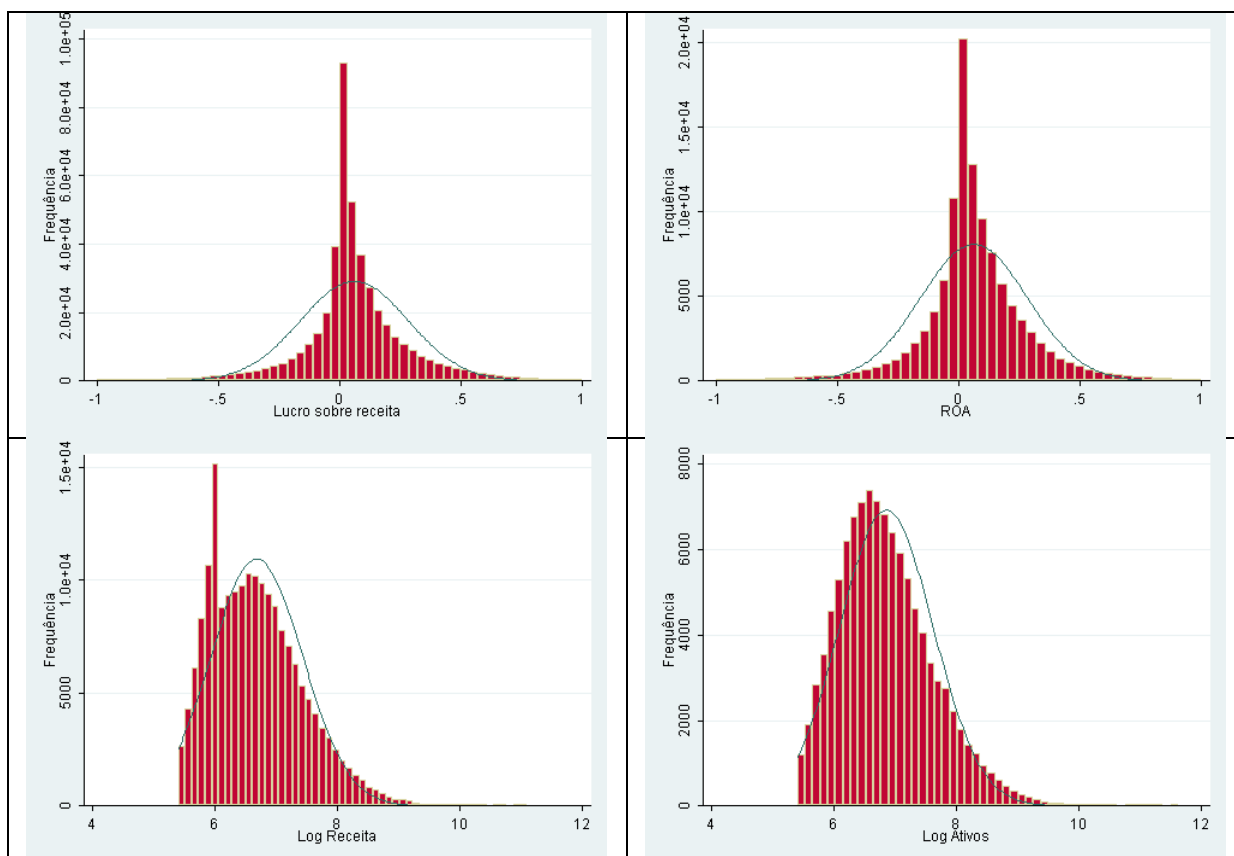 Frequência
0 2.0e+04 4.0e+04 6.0e+04 8.0e+04 1.0e+05
-1 -.5 0 .5 1
Lucro sobre receita
Frequência
0 5000 1.0e+04 1.5e+04 2.0e+04
-1 -.5 0 .5 1
ROA
Frequência
0 5000 1.0e+04 1.5e+04
4 6 8 10 12
Log Receita
Frequência
0 2000 4000 6000 8000
4 6 8 10 12
Log Ativos